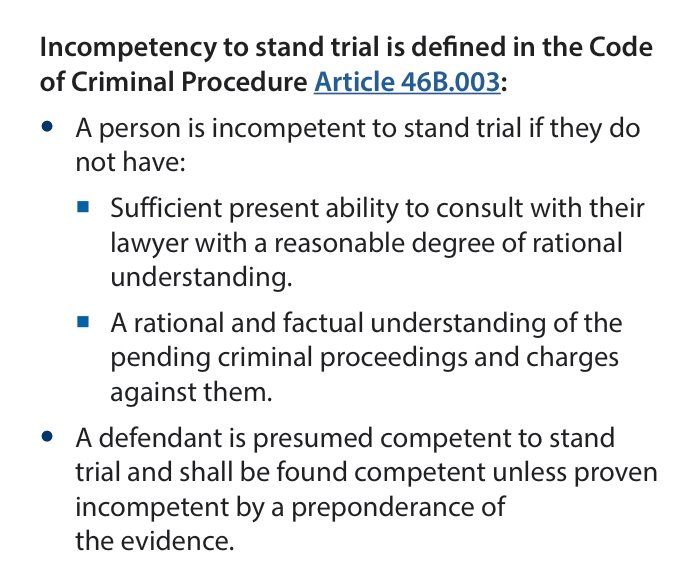 Incompetency to stand trial is defined in the Code
of Criminal Procedure Article 46B.003:
• A person is incompetent to stand trial if they do
not have:
▪ Sufficient present ability to consult with their
lawyer with a reasonable degree of rational
understanding.
▪ A rational and factual understanding of the
pending criminal proceedings and charges
against them.
• A defendant is presumed competent to stand
trial and shall be found competent unless proven
incompetent by a preponderance of
the evidence.